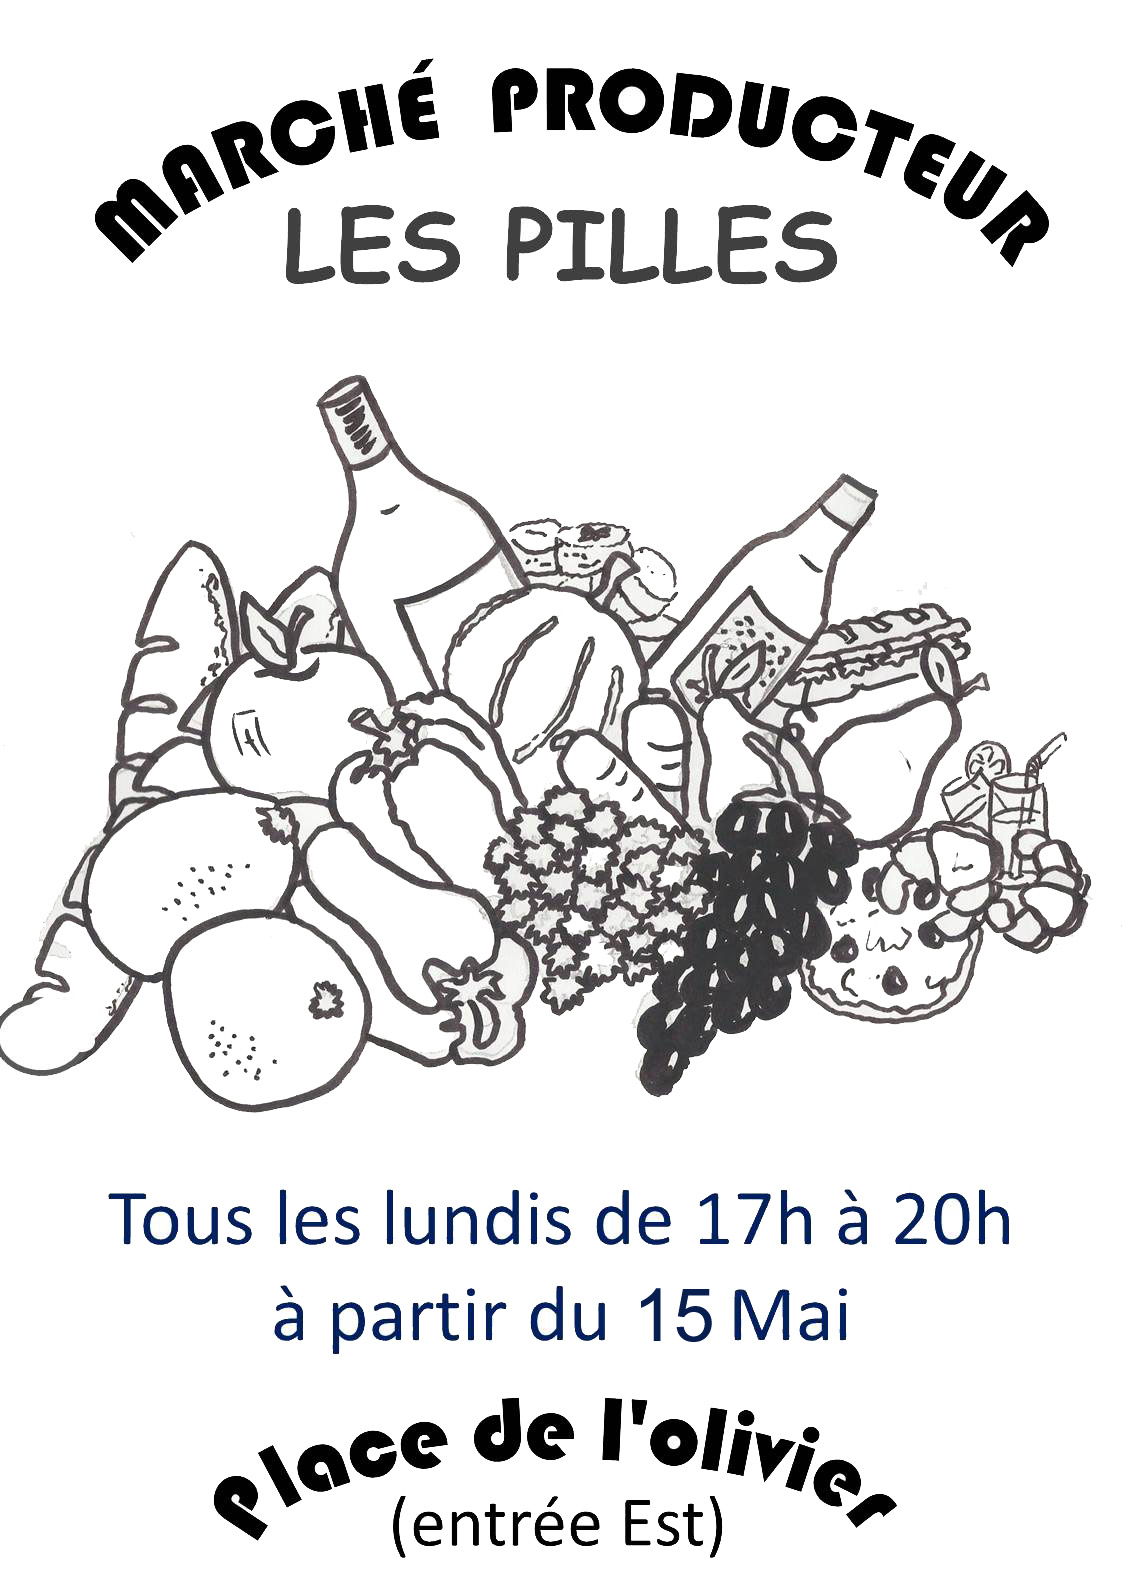 MARCHÉ PRODUCTEUR
LES PILLES
Tous les lundis de 17h à 20h
à partir du 15 Mai
Place de l'olivier
(entrée Est)